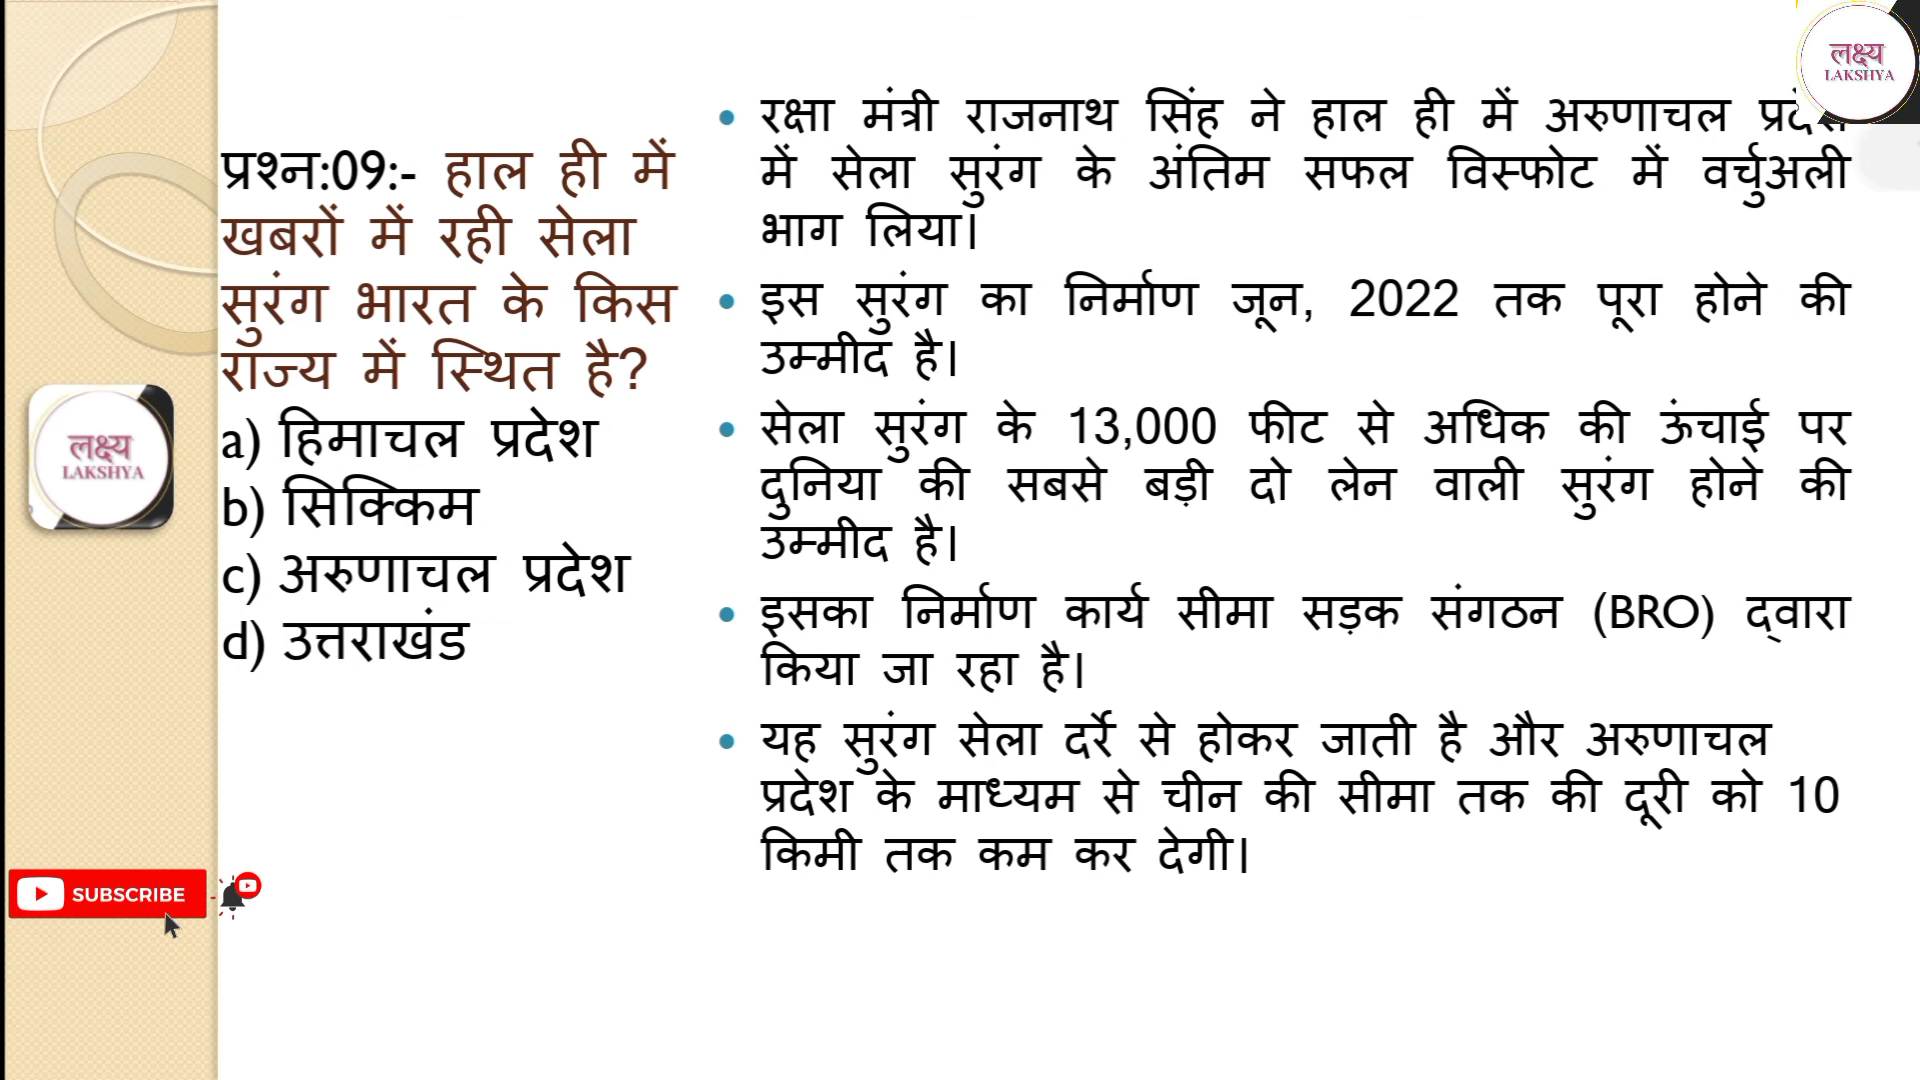 प्रश्न:09:- हाल ही में
खबरों में रही सेला
सुरंग भारत के किस
राज्य में स्थित है?
a) हिमाचल प्रदेश
b) सिक्किम
c) अरुणाचल प्रदेश
d) उत्तराखंड
रक्षा मंत्री राजनाथ सिंह ने हाल ही में अरुणाचल
में सेला सुरंग के अंतिम सफल विस्फोट में वर्चुअली
भाग लिया।
इस सुरंग का निर्माण जून, 2022 तक पूरा होने की
उम्मीद है।
सेला सुरंग के 13,000 फीट से अधिक की ऊंचाई पर
दुनिया की सबसे बड़ी दो लेन वाली सुरंग होने की
उम्मीद है।
इसका निर्माण कार्य सीमा सड़क संगठन (BRO) द्वारा
किया जा रहा है।
यह सुरंग सेला दर्रे से होकर जाती है और अरुणाचल
प्रदेश के माध्यम से चीन की सीमा तक की दूरी को 10
किमी तक कम कर देगी।
लक्ष्य
LAKSHYA
लक्ष्य
LAKSHYA
SUBSCRIBE